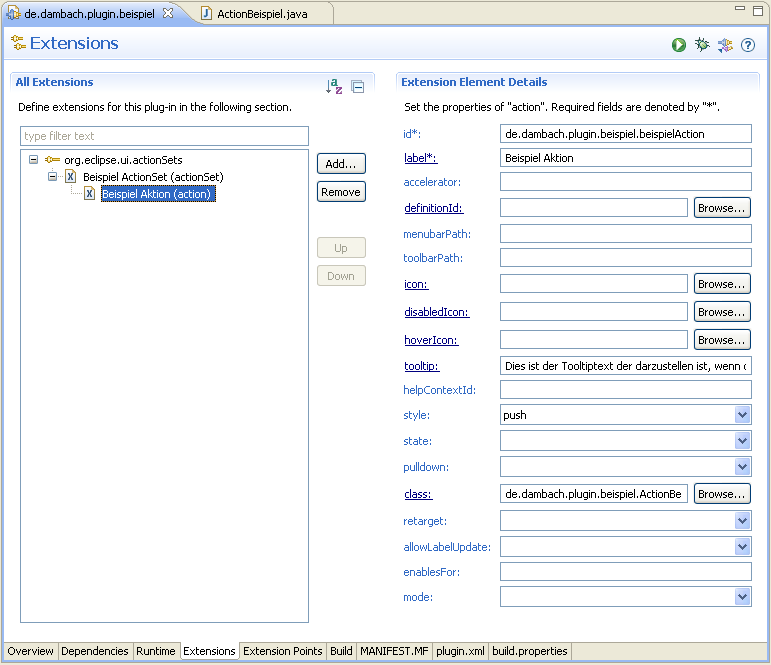 de.dambach.plugin.beispiel
ActionBeispiel.java
Extensions
All Extensions
Define extensions for this plug-in in the following section.
type filter text
org.eclipse.ui.actionSets
Beispiel ActionSet (actionSet)
Beispiel Aktion (action)
Add...
Remove
Up
Down
Extension Element Details
Set the properties of "action". Required fields are denoted by "*".
id*: de.dambach.plugin.beispiel.beispielAction
label*: Beispiel Aktion
accelerator:
definitionId: Browse...
menubarPath:
toolbarPath:
icon: Browse...
disabledIcon: Browse...
hoverIcon: Browse...
tooltip: Dies ist der Tooltiptext der darzustellen ist, wenn
helpContextId:
style: push
state:
pulldown:
class: de.dambach.plugin.beispiel.ActionBe Browse...
retarget:
allowLabelUpdate:
enablesFor:
mode:
Overview Dependencies Runtime Extensions Extension Points Build MANIFEST.MF plugin.xml build.properties